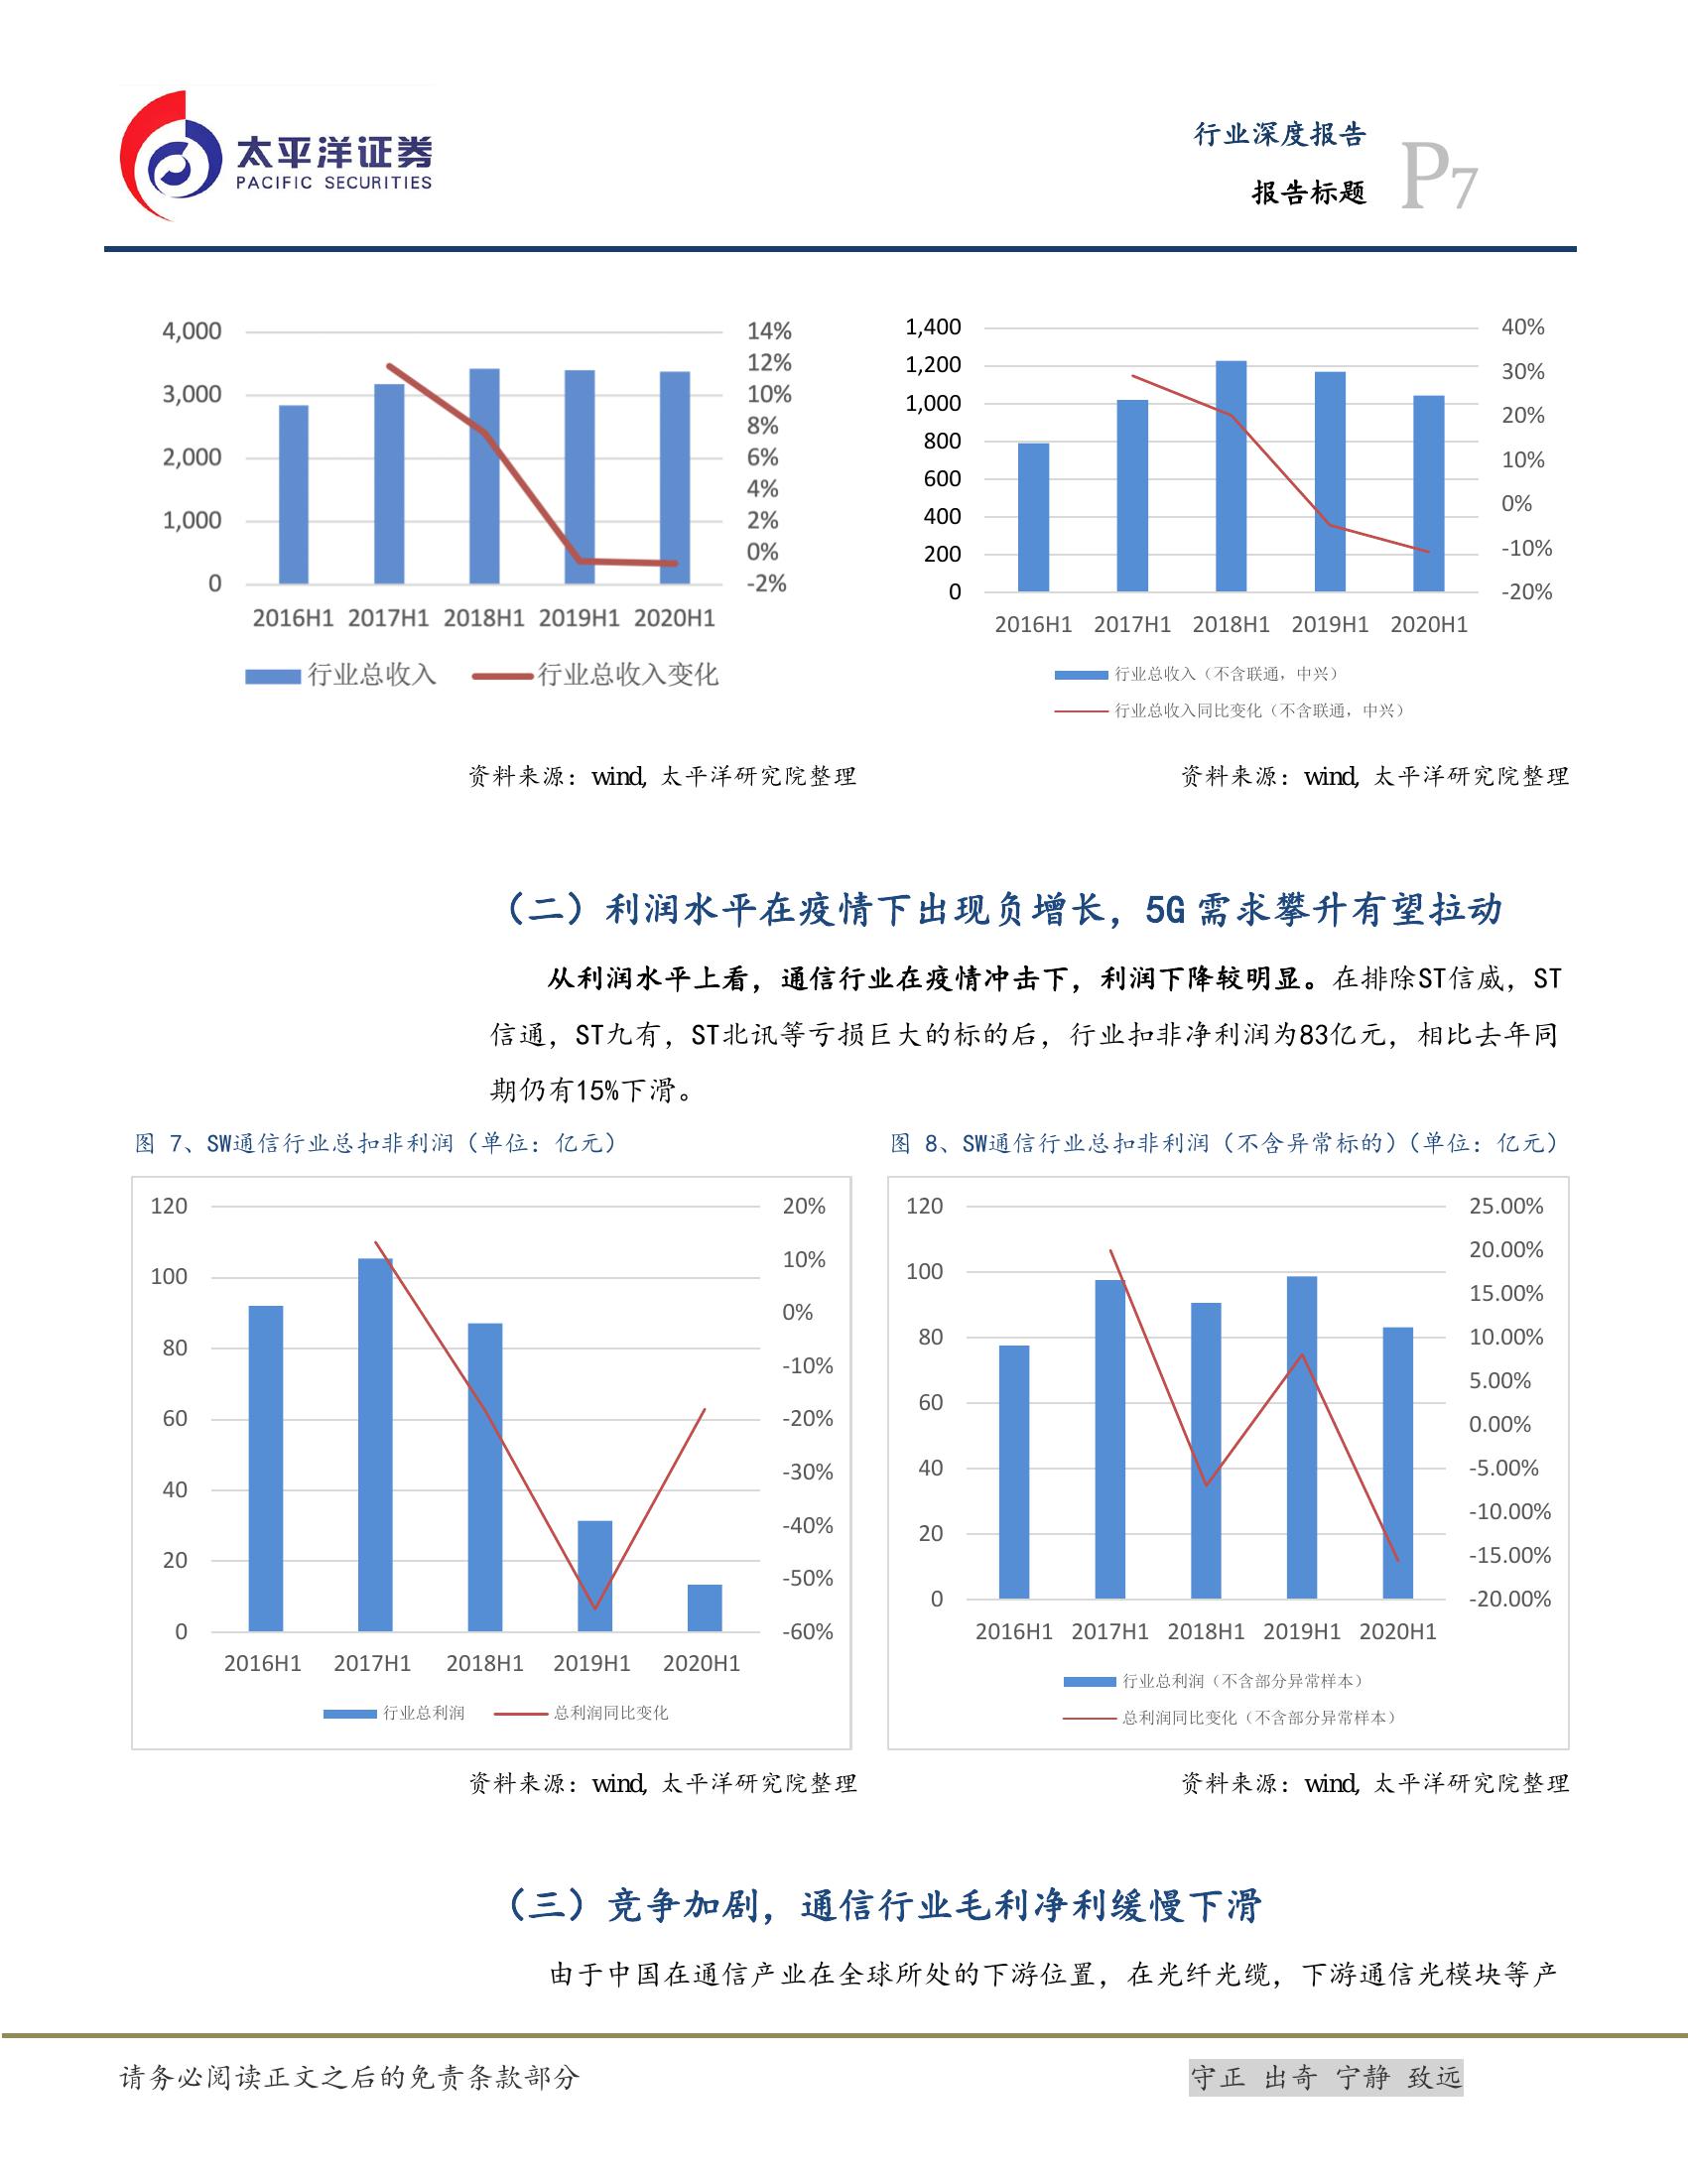 太平洋证券
PACIFIC SECURITIES
行业深度报告
报告标题
P7
4,000
3,000
2,000
1,000
0
14%
12%
10%
8%
6%
4%
2%
0%
-2%
2016H1 2017H1 2018H1 2019H1 2020H1
行业总收入 行业总收入变化
1,400
1,200
1,000
800
600
400
200
0
40%
30%
20%
10%
0%
-10%
-20%
2016H1 2017H1 2018H1 2019H1 2020H1
行业总收入（不含联通，中兴）
行业总收入同比变化（不含联通，中兴）
资料来源：wind, 太平洋研究院整理
资料来源：wind, 太平洋研究院整理
（二）利润水平在疫情下出现负增长，5G 需求攀升有望拉动
从利润水平上看，通信行业在疫情冲击下，利润下降较明显。在排除ST信威，ST
信通，ST九有，ST北讯等亏损巨大的标的后，行业扣非净利润为83亿元，相比去年同
期仍有15%下滑。
图 7、SW通信行业总扣非利润（单位：亿元）
图 8、SW通信行业总扣非利润（不含异常标的）（单位：亿元）
120
100
80
60
40
20
0
20%
10%
0%
-10%
-20%
-30%
-40%
-50%
-60%
2016H1 2017H1 2018H1 2019H1 2020H1
行业总利润 总利润同比变化
120
100
80
60
40
20
0
25.00%
20.00%
15.00%
10.00%
5.00%
0.00%
-5.00%
-10.00%
-15.00%
-20.00%
2016H1 2017H1 2018H1 2019H1 2020H1
行业总利润（不含部分异常样本）
总利润同比变化（不含部分异常样本）
资料来源：wind, 太平洋研究院整理
资料来源：wind, 太平洋研究院整理
（三）竞争加剧，通信行业毛利净利缓慢下滑
由于中国在通信产业在全球所处的下游位置，在光纤光缆，下游通信光模块等产
请务必阅读正文之后的免责条款部分
守正 出奇 宁静 致远